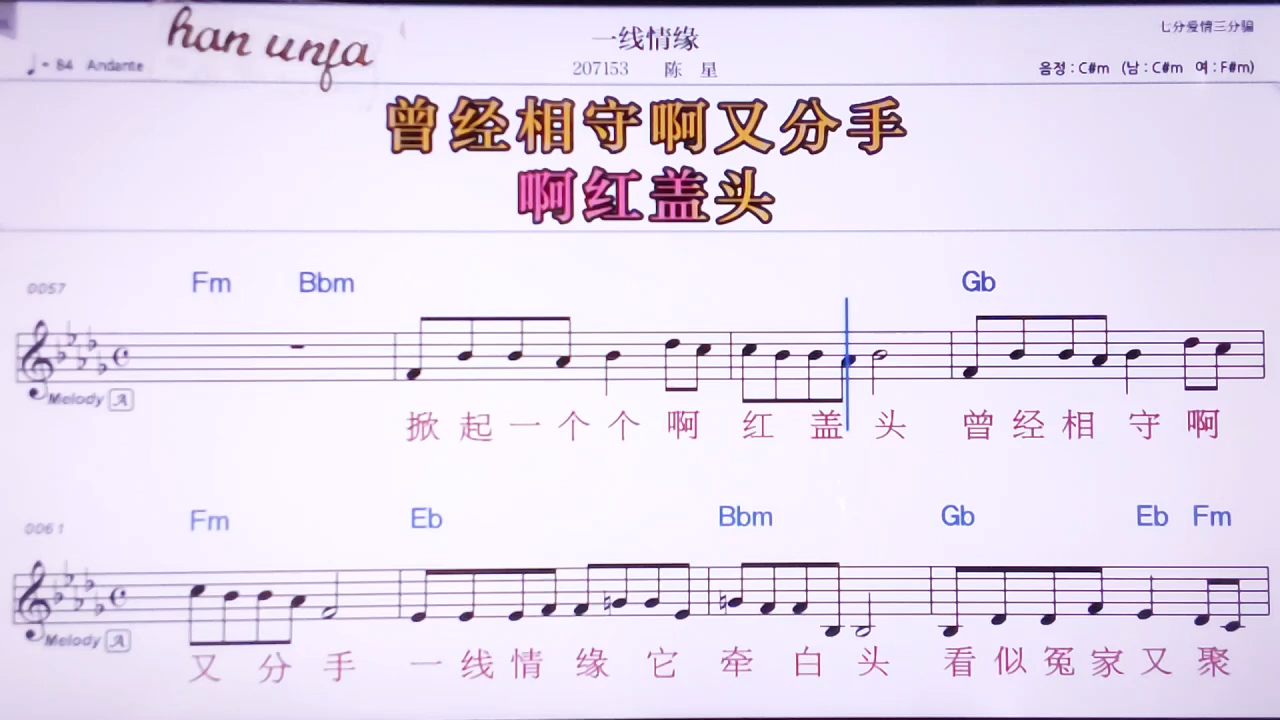 han unfa
一线情缘
七分爱情三分骗
♩= 84 Andante
207153 陈 星
음정 : C#m (남 : C#m 여 : F#m)
曾经相守啊又分手
啊红盖头
0057 Fm Bbm Gb
Melody A
掀 起 一 个 个 啊 红 盖 头 曾 经 相 守 啊
0061 Fm Eb Bbm Gb Eb Fm
Melody A
又 分 手 一 线 情 缘 它 牵 白 头 看 似 冤 家 又 聚